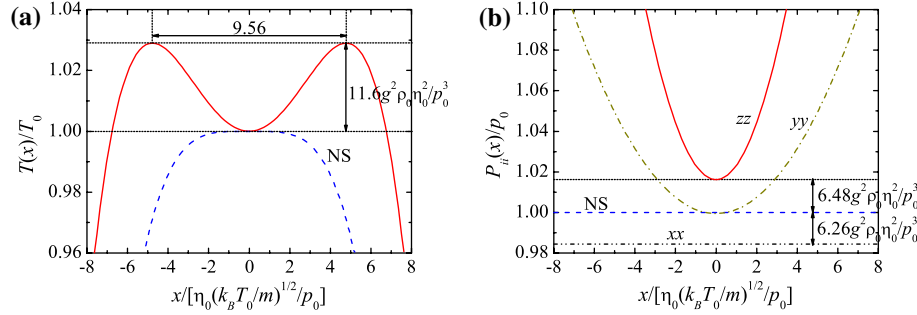 (a)
9.56
1.04
1.02
1.00
0.98
0.96
T(x)/T₀
11.6g²ρ₀η₀²/p₀³
NS
-8 -6 -4 -2 0 2 4 6 8
x/[η₀(k_BT₀/m)^1/2/p₀]
(b)
1.10
1.08
1.06
1.04
1.02
1.00
0.98
P_ii(x)/p₀
zz
yy
6.48g²ρ₀η₀²/p₀³
NS
6.26g²ρ₀η₀²/p₀³
xx
-8 -6 -4 -2 0 2 4 6 8
x/[η₀(k_BT₀/m)^1/2/p₀]